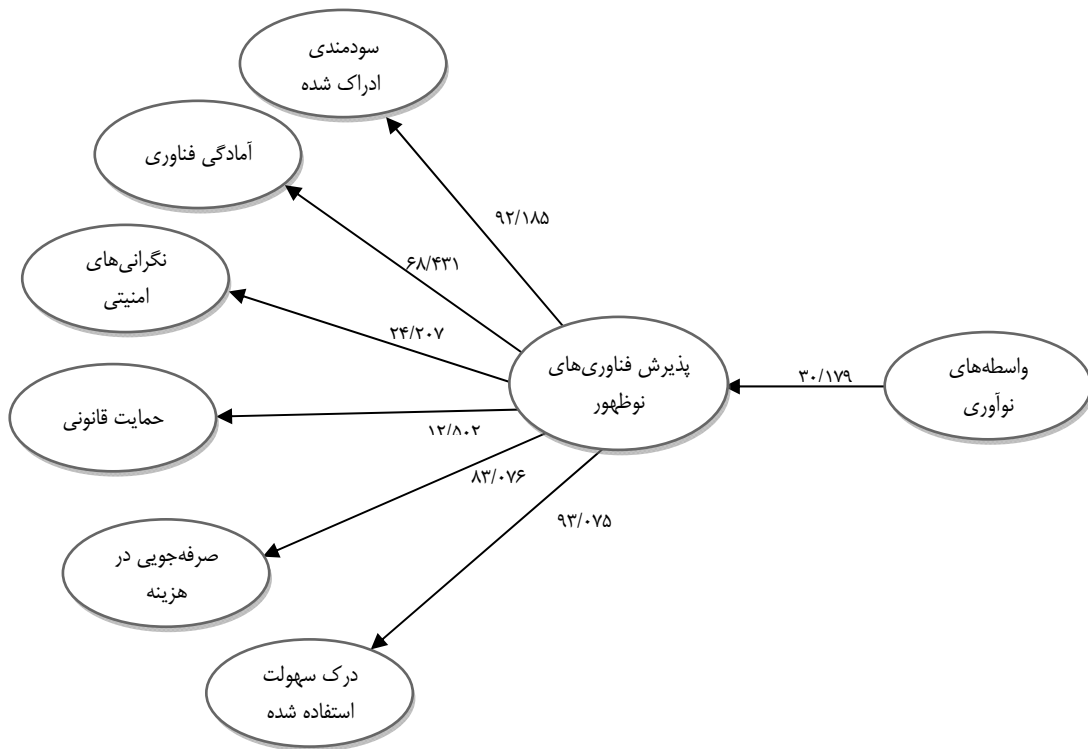 سودمندی
ادراک شده
آمادگی فناوری
۹۲/۱۸۵
نگرانی‌های
امنیتی
۶۸/۴۳۱
۲۴/۲۰۷
پذیرش فناوری‌های
نوظهور
واسطه‌های
نوآوری
۳۰/۱۷۹
حمایت قانونی
۱۲/۸۰۲
۸۳/۰۷۶
۹۳/۰۷۵
صرفه‌جویی در
هزینه
درک سهولت
استفاده شده